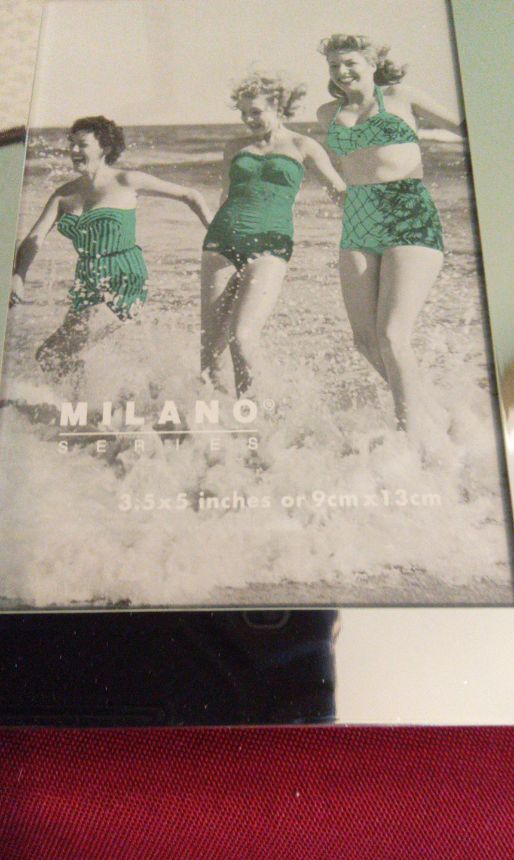 MILANO®
SERIES
3.5x5 inches or 9cm x 13cm